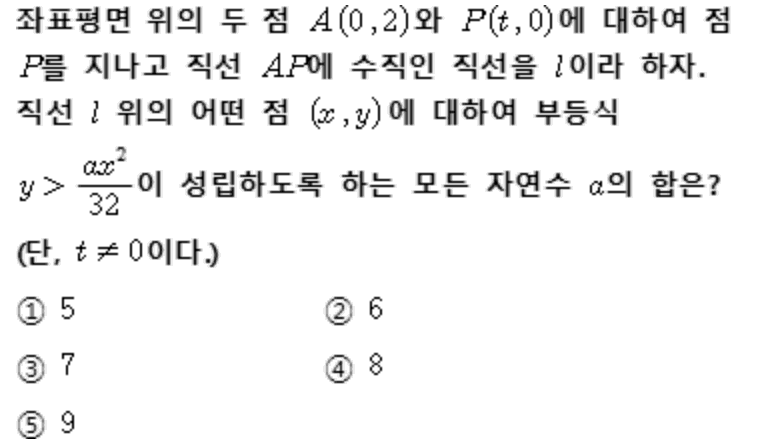 좌표평면 위의 두 점 A(0,2)와 P(t,0)에 대하여 점
P를 지나고 직선 AP에 수직인 직선을 l이라 하자.
직선 l 위의 어떤 점 (x,y)에 대하여 부등식
y > ax²/32 이 성립하도록 하는 모든 자연수 a의 합은?
(단, t ≠ 0이다.)
① 5 ② 6
③ 7 ④ 8
⑤ 9